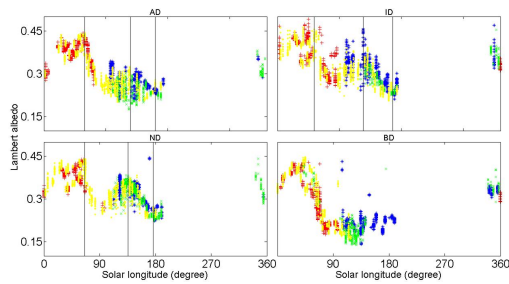 AD
ID
0.45
0.3
0.15
Lambert albedo
ND
BD
0.45
0.3
0.15
0
90
180
270
360
90
180
270
360
Solar longitude (degree)
Solar longitude (degree)